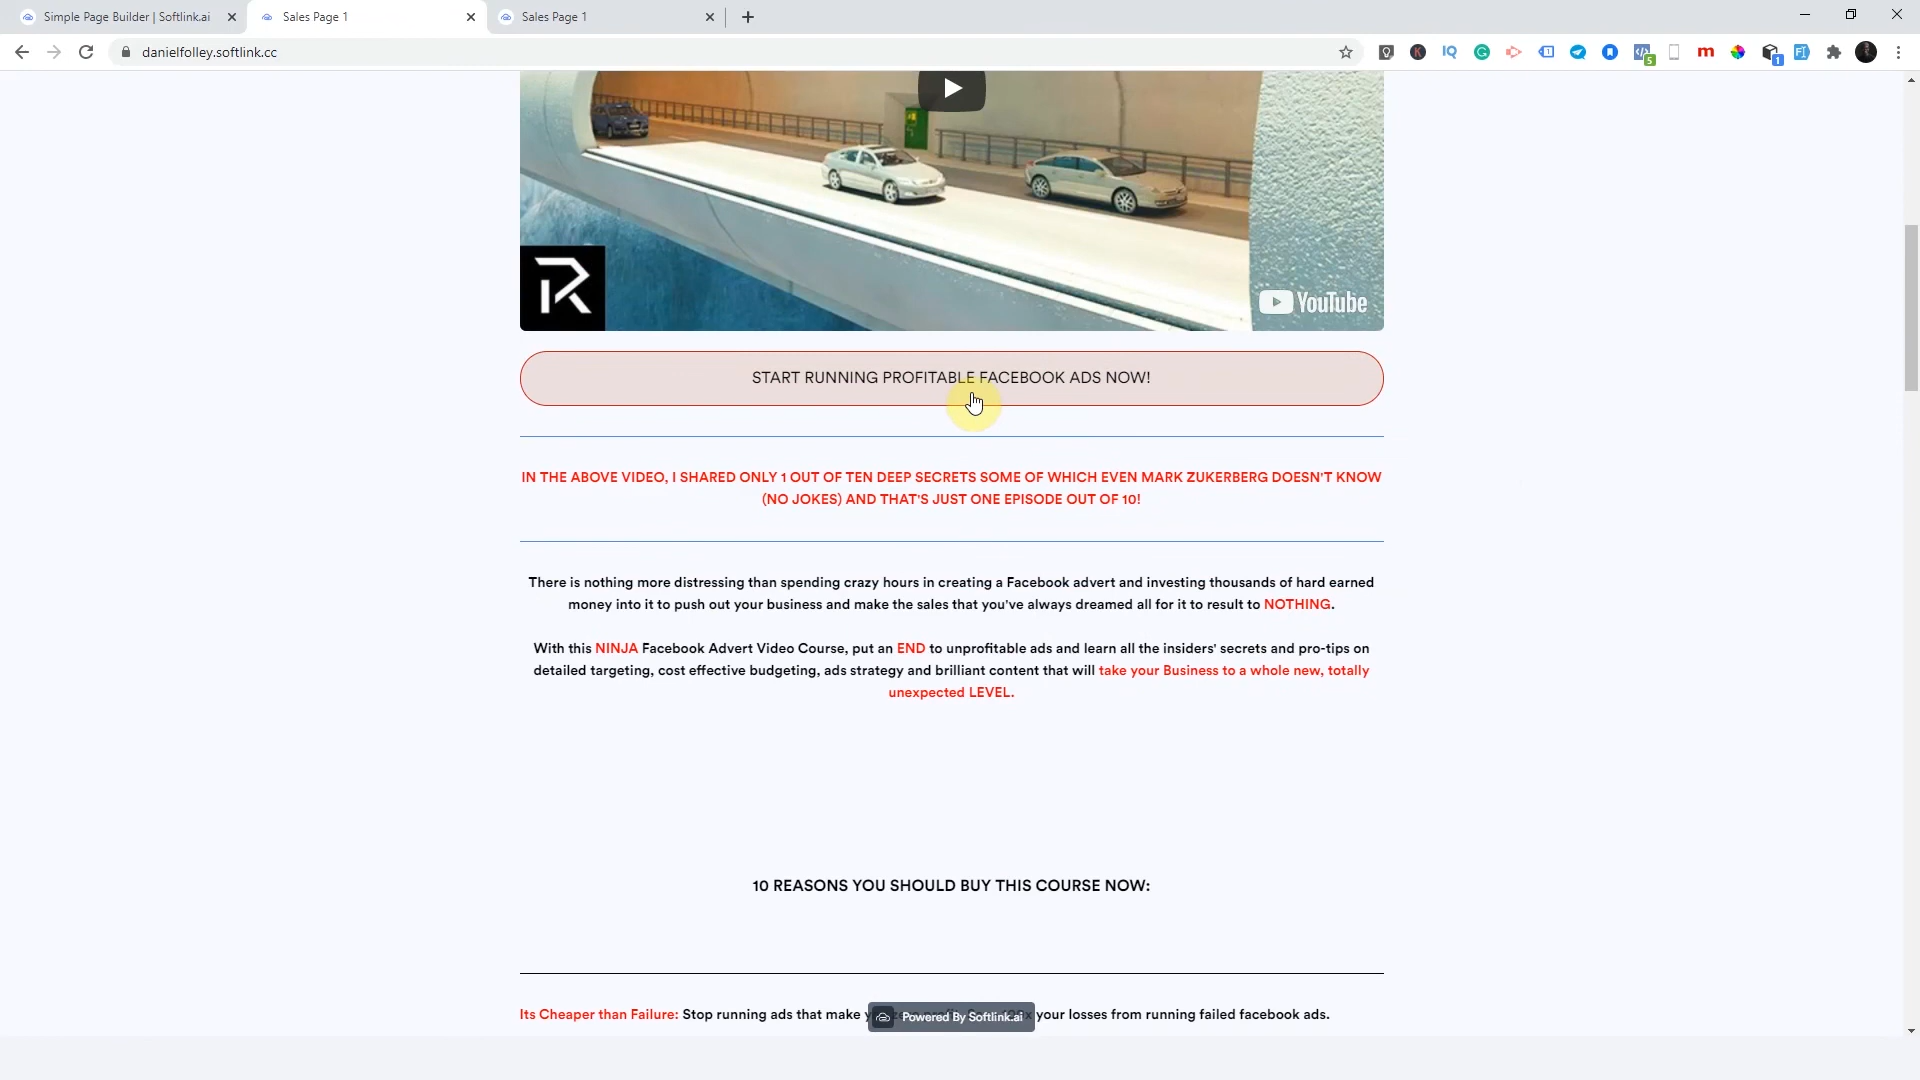 Simple Page Builder | Softlink.ai
Sales Page 1
Sales Page 1
danielfolley.softlink.cc
YouTube
START RUNNING PROFITABLE FACEBOOK ADS NOW!
IN THE ABOVE VIDEO, I SHARED ONLY 1 OUT OF TEN DEEP SECRETS SOME OF WHICH EVEN MARK ZUKERBERG DOESN'T KNOW
(NO JOKES) AND THAT'S JUST ONE EPISODE OUT OF 10!
There is nothing more distressing than spending crazy hours in creating a Facebook advert and investing thousands of hard earned
money into it to push out your business and make the sales that you've always dreamed all for it to result to NOTHING.
With this NINJA Facebook Advert Video Course, put an END to unprofitable ads and learn all the insiders' secrets and pro-tips on
detailed targeting, cost effective budgeting, ads strategy and brilliant content that will take your Business to a whole new, totally
unexpected LEVEL.
10 REASONS YOU SHOULD BUY THIS COURSE NOW:
Its Cheaper than Failure: Stop running ads that make your losses from running failed facebook ads.
Powered By Softlink.ai